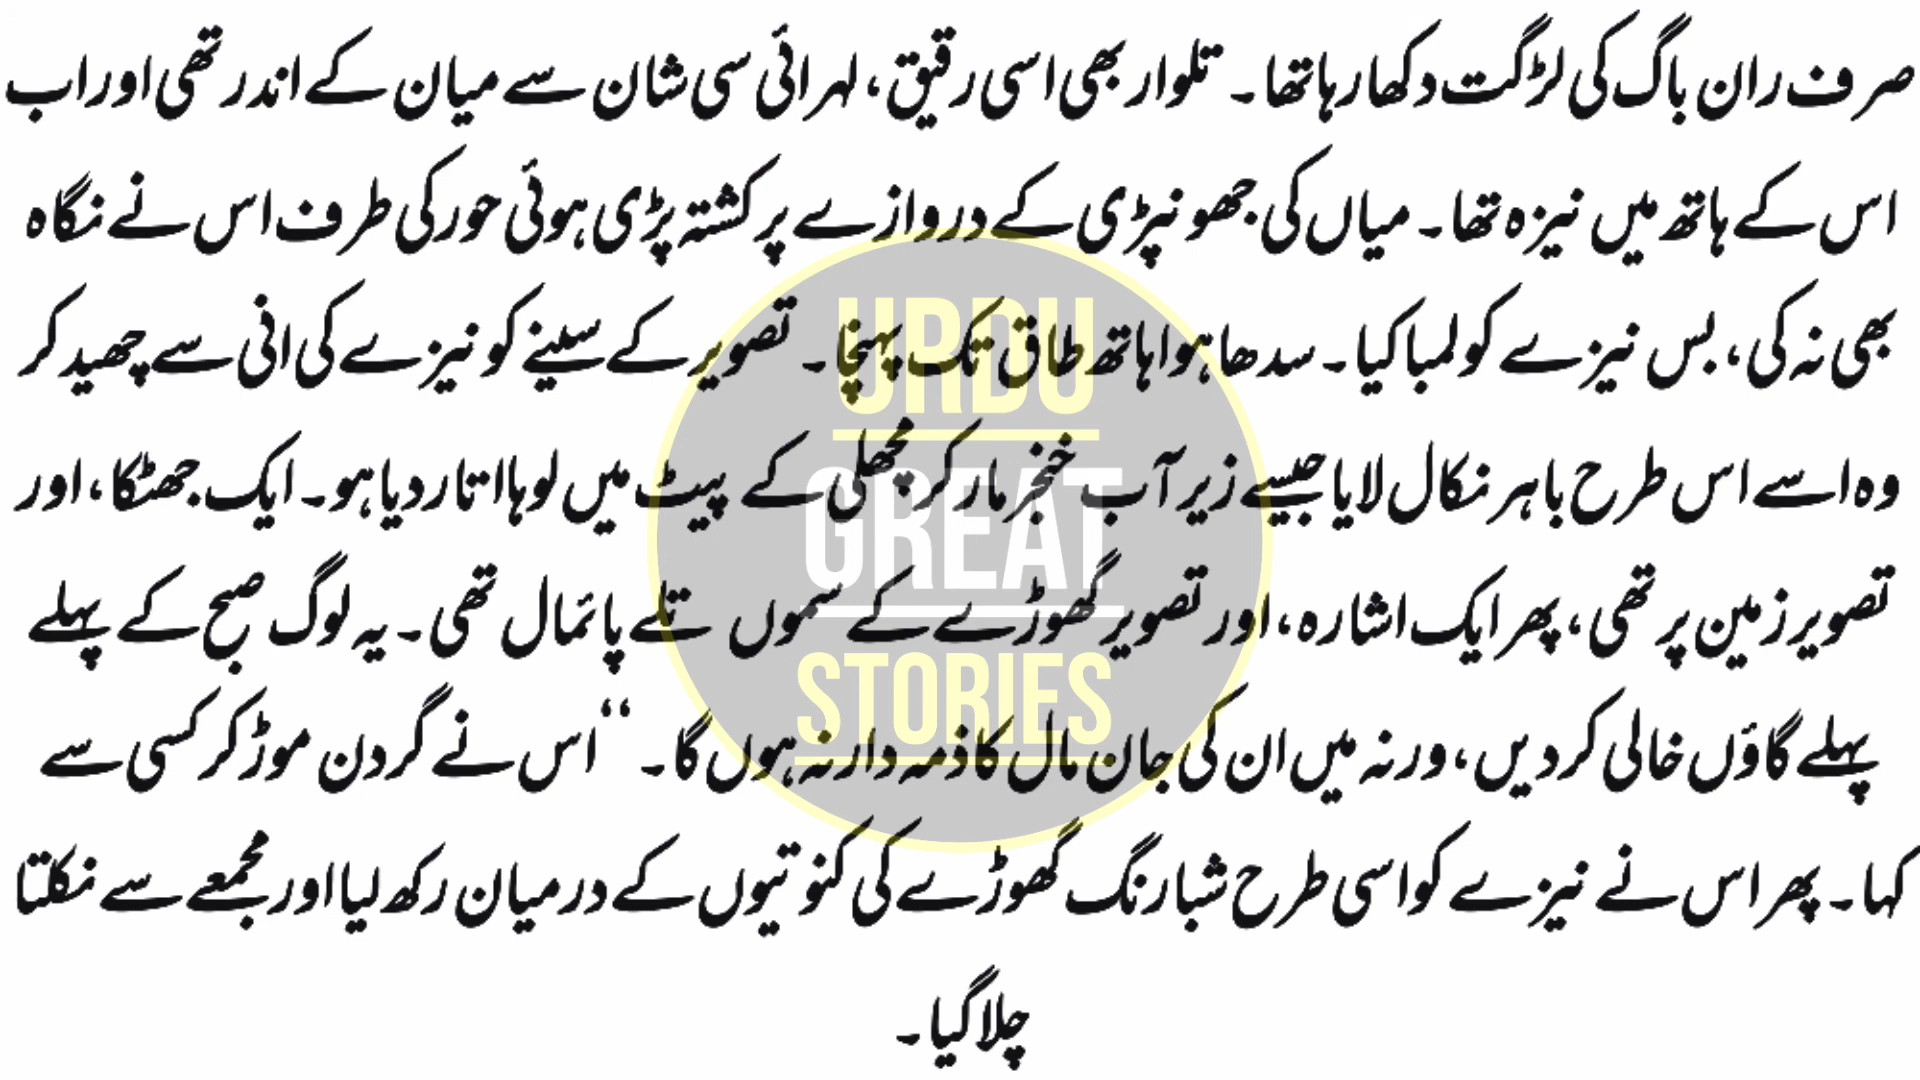 صرف ران باگ کی لڑگت دکھا رہا تھا۔ تلوار بھی اسی رقیق، لہرائی سی شان سے میان کے اندر تھی اور اب
اس کے ہاتھ میں نیزہ تھا۔ میاں کی جھونپڑی کے دروازے پر کشتہ پڑی ہوئی حور کی طرف اس نے نگاہ
بھی نہ کی، بس نیزے کو لمبا کیا۔ سدھا ہوا ہاتھ طاق تک پہنچا۔ تصویر کے سینے کو نیزے کی انی سے چھید کر
وہ اسے اس طرح باہر نکال لایا جیسے زیر آب خنجر مار کر مچھلی کے پیٹ میں لوہا اتار دیا ہو۔ ایک جھٹکا، اور
تصویر زمین پر تھی، پھر ایک اشارہ، اور تصویر گھوڑے کے سموں تلے پائمال تھی۔ یہ لوگ صبح کے پہلے
پہلے گاؤں خالی کر دیں، ورنہ میں ان کی جان مال کا ذمہ دار نہ ہوں گا۔ ‘‘اس نے گردن موڑ کر کسی سے
کہا۔ پھر اس نے نیزے کو اسی طرح شبارنگ گھوڑے کی کنوتیوں کے درمیان رکھ لیا اور مجمعے سے نکلتا
چلا گیا۔
URDU
GREAT
STORIES